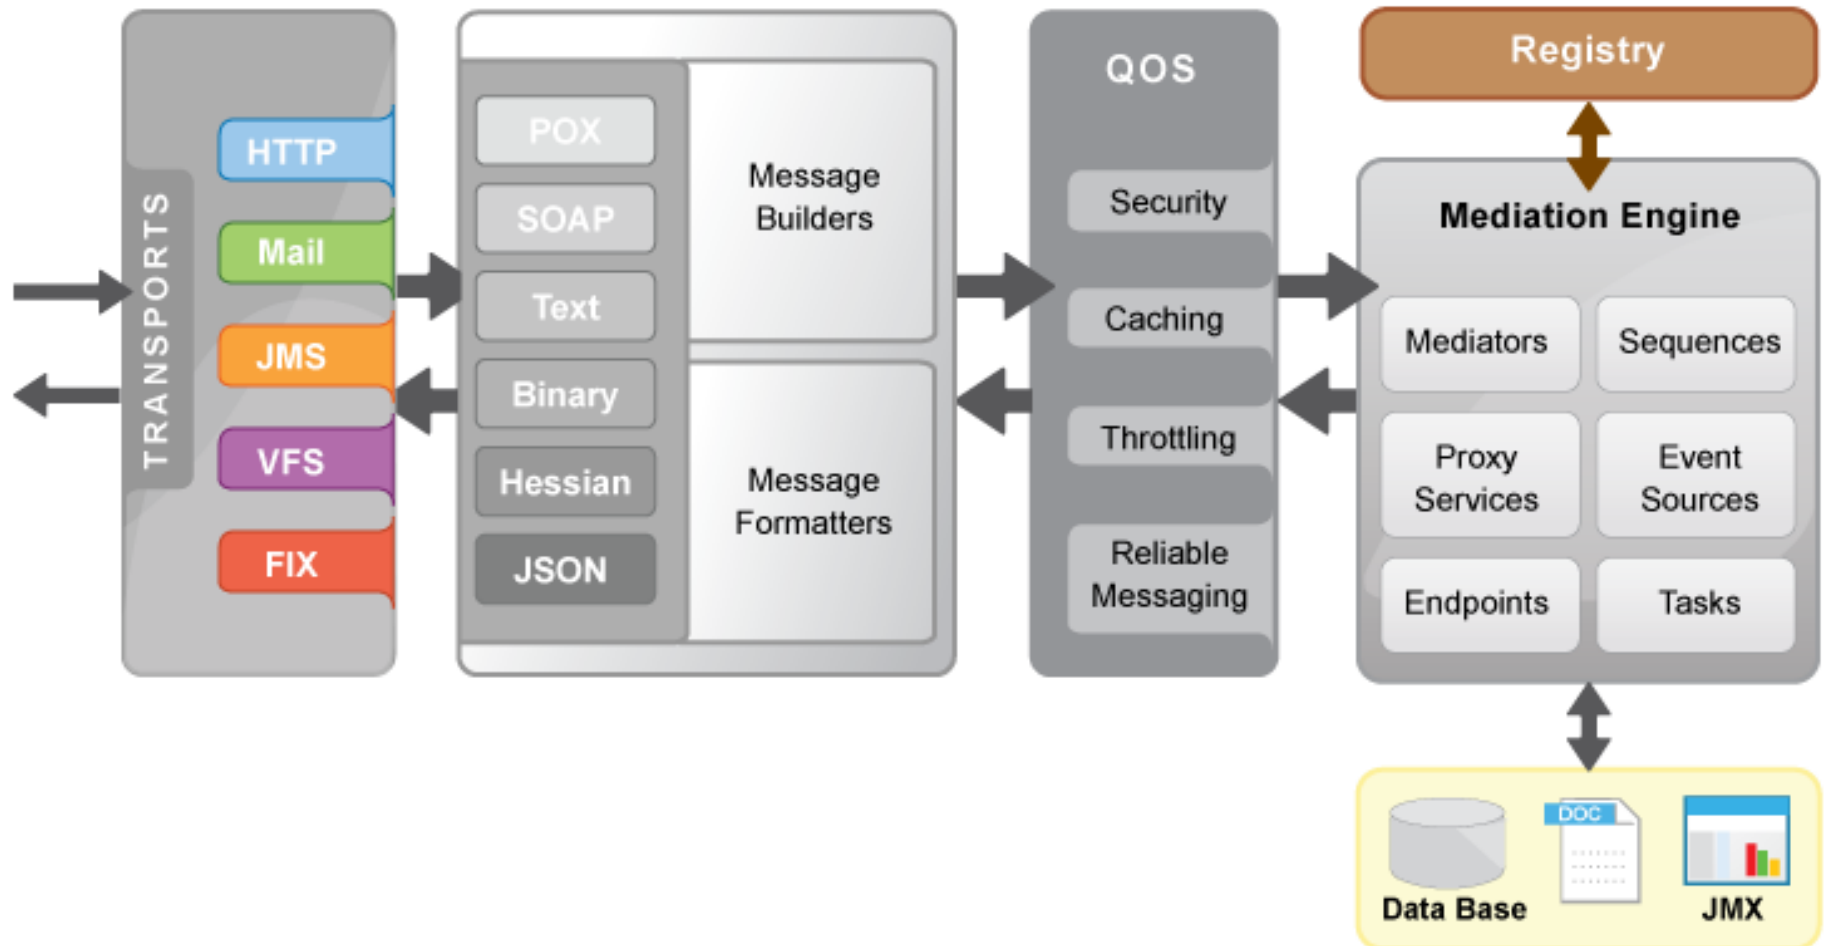 TRANSPORTS
HTTP
Mail
JMS
VFS
FIX
POX
SOAP
Text
Binary
Hessian
JSON
Message
Builders
Message
Formatters
QOS
Security
Caching
Throttling
Reliable
Messaging
Registry
Mediation Engine
Mediators
Sequences
Proxy
Services
Event
Sources
Endpoints
Tasks
DOC
Data Base
JMX